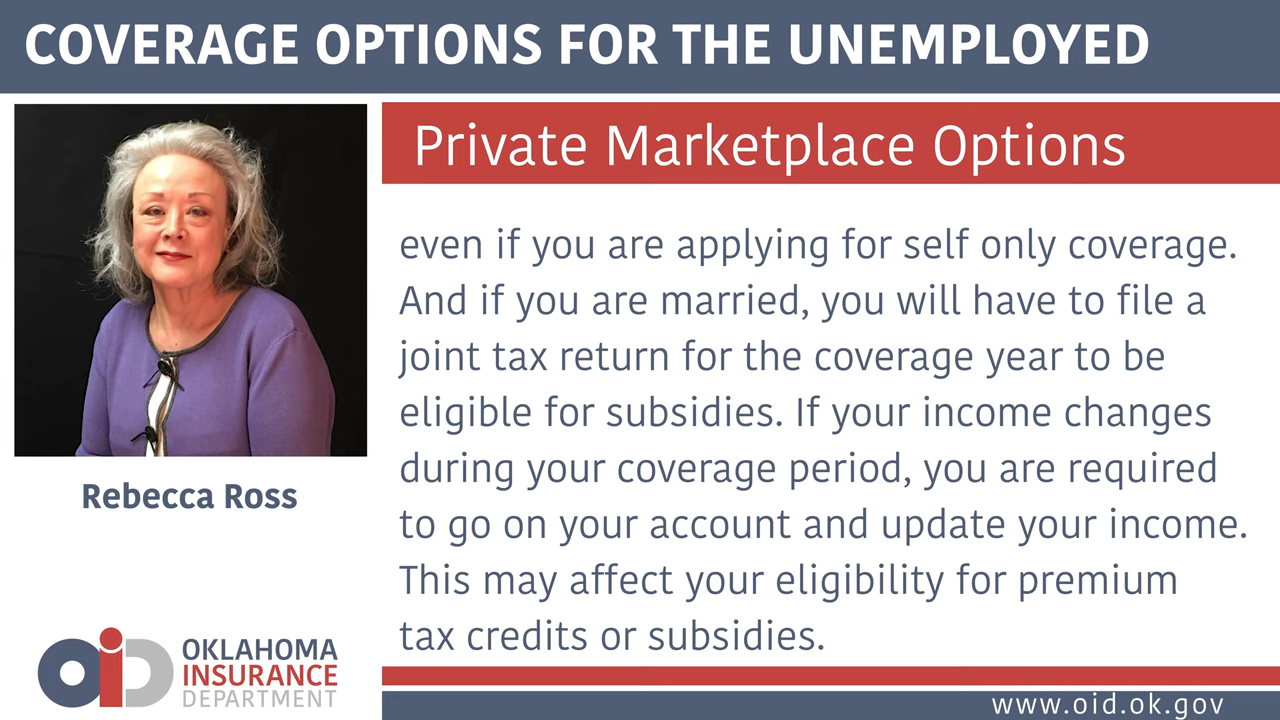 COVERAGE OPTIONS FOR THE UNEMPLOYED
Private Marketplace Options
even if you are applying for self only coverage.
And if you are married, you will have to file a
joint tax return for the coverage year to be
eligible for subsidies. If your income changes
during your coverage period, you are required
to go on your account and update your income.
This may affect your eligibility for premium
tax credits or subsidies.
Rebecca Ross
oid
OKLAHOMA
INSURANCE
DEPARTMENT
www.oid.ok.gov